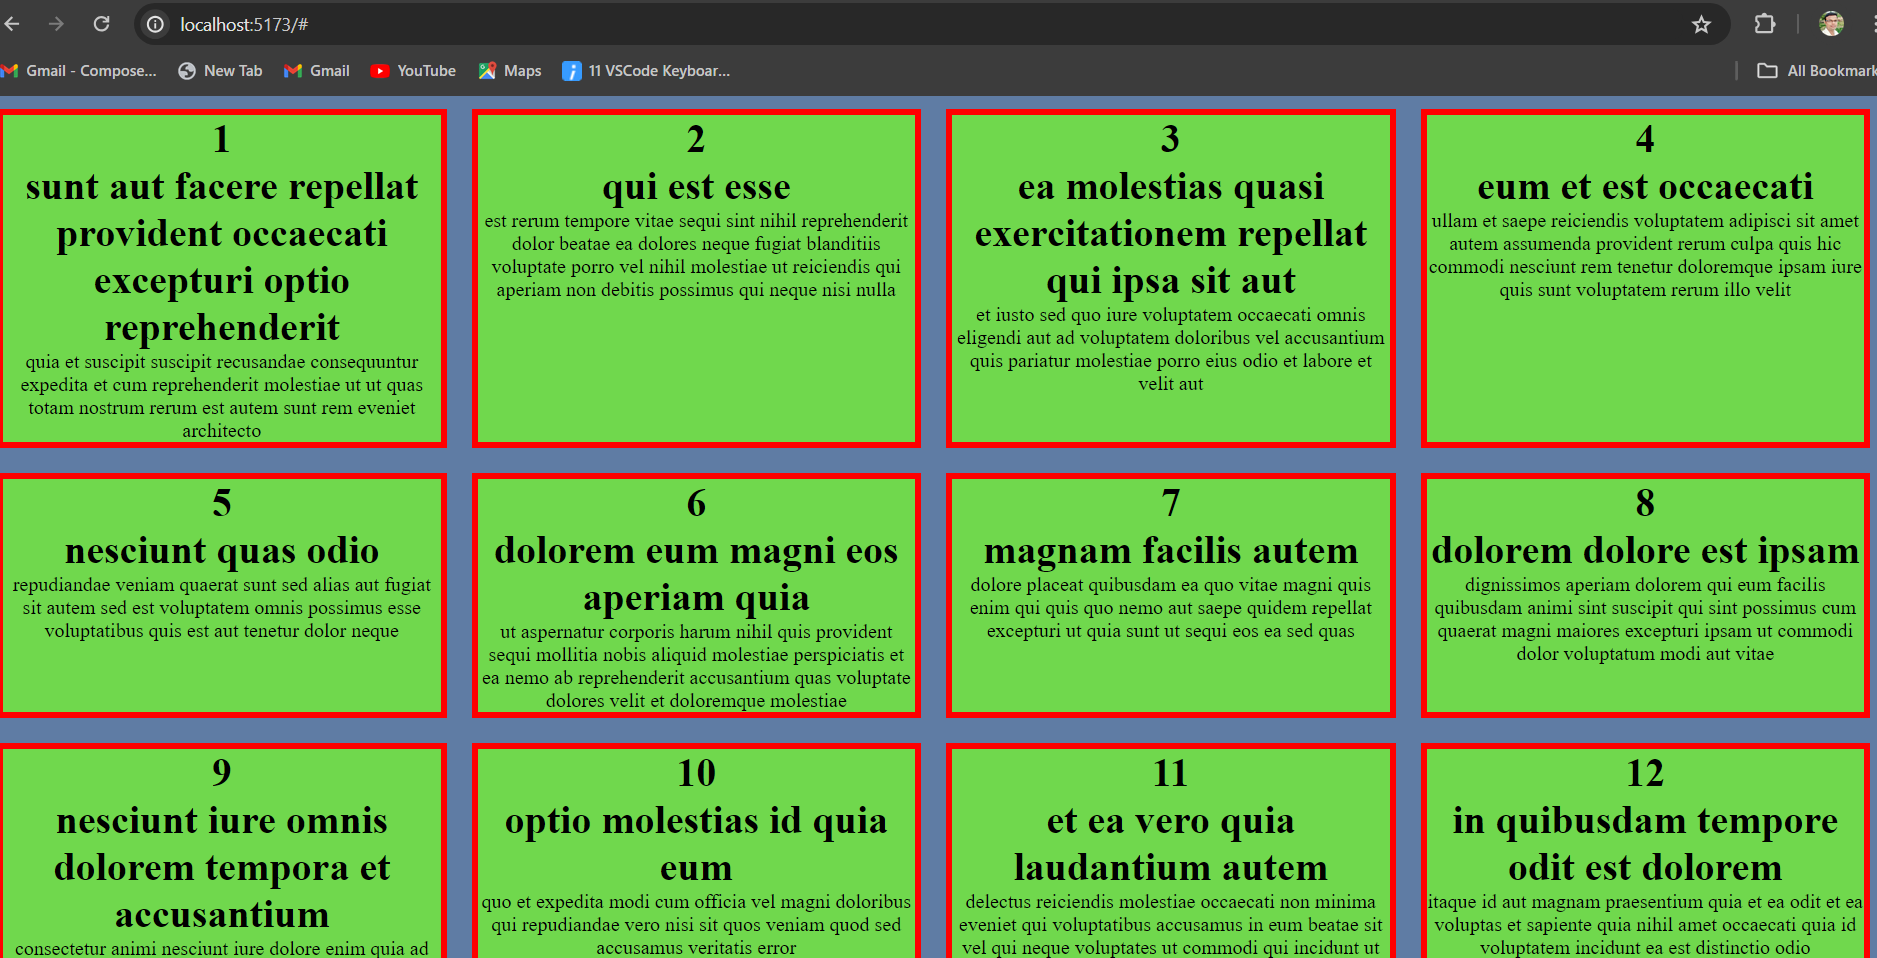 localhost:5173/#
Gmail - Compose... New Tab Gmail YouTube Maps 11 VSCode Keyboar... All Bookmark
1
sunt aut facere repellat
provident occaecati
excepturi optio
reprehenderit
quia et suscipit suscipit recusandae consequuntur
expedita et cum reprehenderit molestiae ut ut quas
totam nostrum rerum est autem sunt rem eveniet
architecto
2
qui est esse
est rerum tempore vitae sequi sint nihil reprehenderit
dolor beatae ea dolores neque fugiat blanditiis
voluptate porro vel nihil molestiae ut reiciendis qui
aperiam non debitis possimus qui neque nisi nulla
3
ea molestias quasi
exercitationem repellat
qui ipsa sit aut
et iusto sed quo iure voluptatem occaecati omnis
eligendi aut ad voluptatem doloribus vel accusantium
quis pariatur molestiae porro eius odio et labore et
velit aut
4
eum et est occaecati
ullam et saepe reiciendis voluptatem adipisci sit amet
autem assumenda provident rerum culpa quis hic
commodi nesciunt rem tenetur doloremque ipsam iure
quis sunt voluptatem rerum illo velit
5
nesciunt quas odio
repudiandae veniam quaerat sunt sed alias aut fugiat
sit autem sed est voluptatem omnis possimus esse
voluptatibus quis est aut tenetur dolor neque
6
dolorem eum magni eos
aperiam quia
ut aspernatur corporis harum nihil quis provident
sequi mollitia nobis aliquid molestiae perspiciatis et
ea nemo ab reprehenderit accusantium quas voluptate
dolores velit et doloremque molestiae
7
magnam facilis autem
dolore placeat quibusdam ea quo vitae magni quis
enim qui quis quo nemo aut saepe quidem repellat
excepturi ut quia sunt ut sequi eos ea sed quas
8
dolorem dolore est ipsam
dignissimos aperiam dolorem qui eum facilis
quibusdam animi sint suscipit qui sint possimus cum
quaerat magni maiores excepturi ipsam ut commodi
dolor voluptatum modi aut vitae
9
nesciunt iure omnis
dolorem tempora et
accusantium
consectetur animi nesciunt iure dolore enim quia ad
10
optio molestias id quia
eum
quo et expedita modi cum officia vel magni doloribus
qui repudiandae vero nisi sit quos veniam quod sed
accusamus veritatis error
11
et ea vero quia
laudantium autem
delectus reiciendis molestiae occaecati non minima
eveniet qui voluptatibus accusamus in eum beatae sit
vel qui neque voluptates ut commodi qui incidunt ut
12
in quibusdam tempore
odit est dolorem
itaque id aut magnam praesentium quia et ea odit et ea
voluptas et sapiente quia nihil amet occaecati quia id
voluptatem incidunt ea est distinctio odio